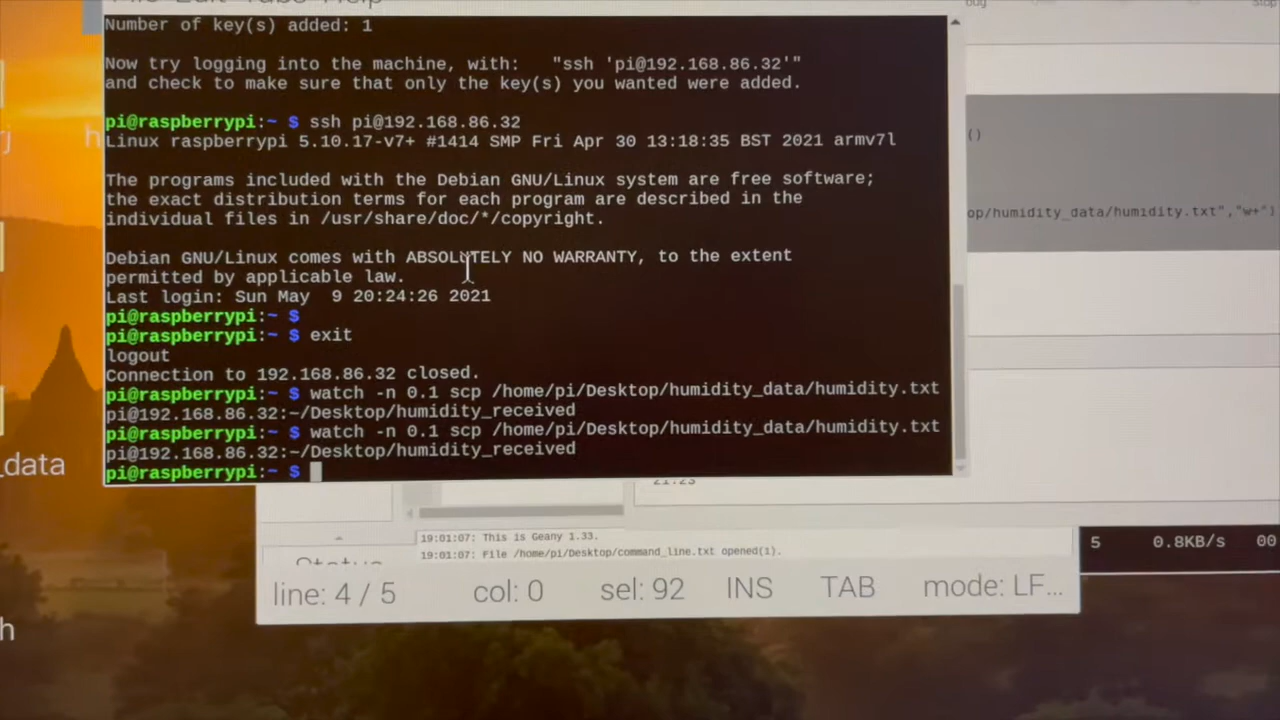 File Edit Tabs Help
Number of key(s) added: 1
Now try logging into the machine, with:   "ssh 'pi@192.168.86.32'"
and check to make sure that only the key(s) you wanted were added.
pi@raspberrypi:~ $ ssh pi@192.168.86.32
Linux raspberrypi 5.10.17-v7+ #1414 SMP Fri Apr 30 13:18:35 BST 2021 armv7l
The programs included with the Debian GNU/Linux system are free software;
the exact distribution terms for each program are described in the
individual files in /usr/share/doc/*/copyright.
Debian GNU/Linux comes with ABSOLUTELY NO WARRANTY, to the extent
permitted by applicable law.
Last login: Sun May  9 20:24:26 2021
pi@raspberrypi:~ $
pi@raspberrypi:~ $ exit
logout
Connection to 192.168.86.32 closed.
pi@raspberrypi:~ $ watch -n 0.1 scp /home/pi/Desktop/humidity_data/humidity.txt
pi@192.168.86.32:~/Desktop/humidity_received
pi@raspberrypi:~ $ watch -n 0.1 scp /home/pi/Desktop/humidity_data/humidity.txt
pi@192.168.86.32:~/Desktop/humidity_received
pi@raspberrypi:~ $
()
op/humidity_data/humidity.txt","w+")
_data
19:01:07: This is Geany 1.33.
19:01:07: File /home/pi/Desktop/command_line.txt opened(1).
Status
line: 4 / 5 col: 0 sel: 92 INS TAB mode: LF...
5 0.8KB/s 00
h